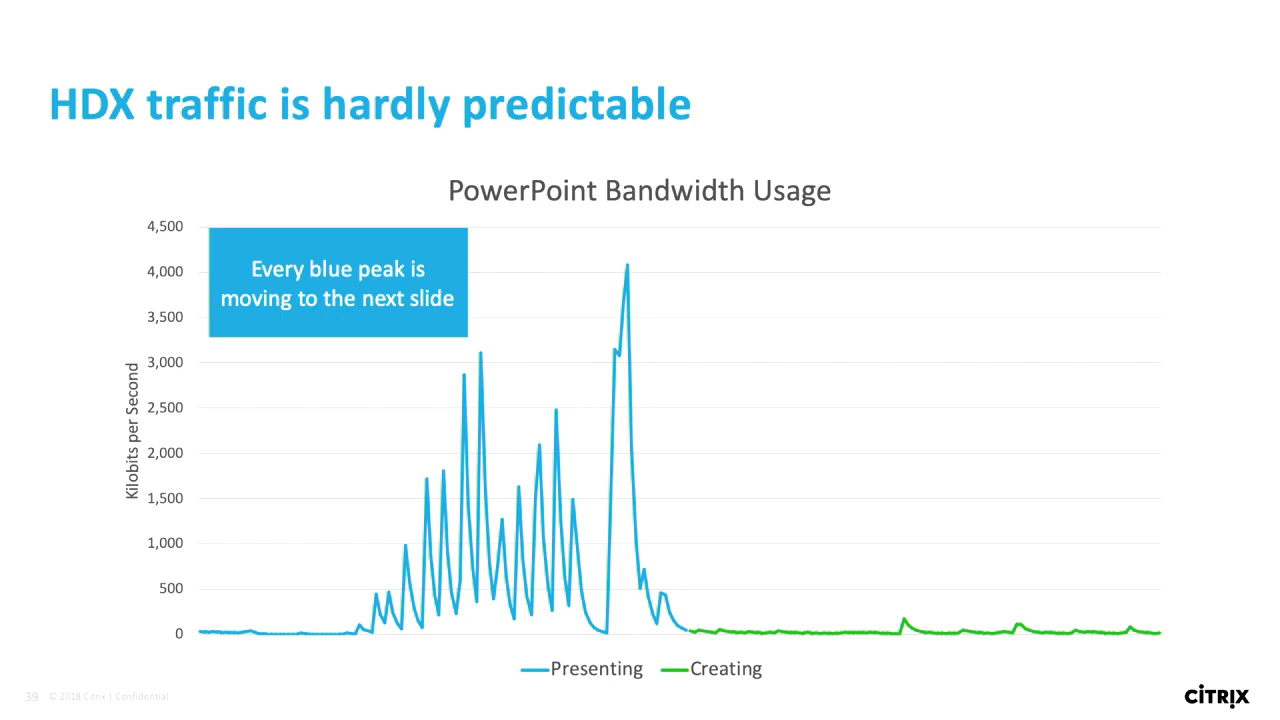 HDX traffic is hardly predictable
PowerPoint Bandwidth Usage
4,500
4,000
3,500
3,000
2,500
2,000
1,500
1,000
500
0
Kilobits per Second
Every blue peak is
moving to the next slide
Presenting
Creating
39
© 2018 Citrix | Confidential
CİTRIX